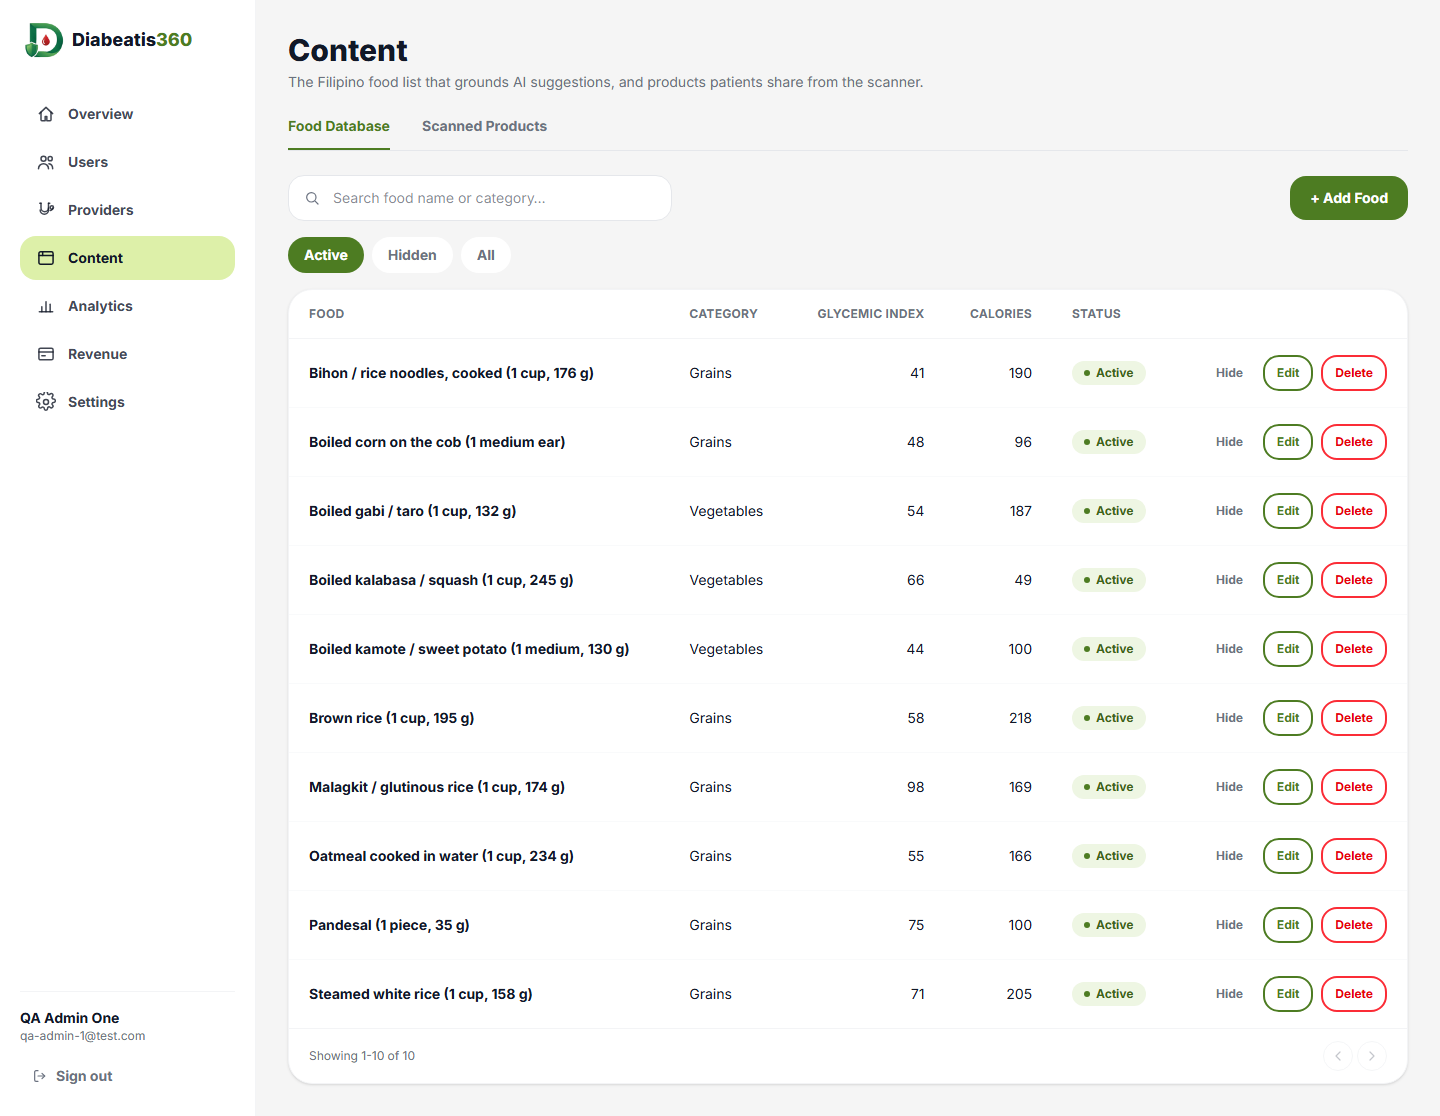 Diabeatis360
Overview
Users
Providers
Content
Analytics
Revenue
Settings
QA Admin One
qa-admin-1@test.com
Sign out
Content
The Filipino food list that grounds AI suggestions, and products patients share from the scanner.
Food Database Scanned Products
Search food name or category...
+ Add Food
Active Hidden All
FOOD CATEGORY GLYCEMIC INDEX CALORIES STATUS
Bihon / rice noodles, cooked (1 cup, 176 g) Grains 41 190 Active Hide Edit Delete
Boiled corn on the cob (1 medium ear) Grains 48 96 Active Hide Edit Delete
Boiled gabi / taro (1 cup, 132 g) Vegetables 54 187 Active Hide Edit Delete
Boiled kalabasa / squash (1 cup, 245 g) Vegetables 66 49 Active Hide Edit Delete
Boiled kamote / sweet potato (1 medium, 130 g) Vegetables 44 100 Active Hide Edit Delete
Brown rice (1 cup, 195 g) Grains 58 218 Active Hide Edit Delete
Malagkit / glutinous rice (1 cup, 174 g) Grains 98 169 Active Hide Edit Delete
Oatmeal cooked in water (1 cup, 234 g) Grains 55 166 Active Hide Edit Delete
Pandesal (1 piece, 35 g) Grains 75 100 Active Hide Edit Delete
Steamed white rice (1 cup, 158 g) Grains 71 205 Active Hide Edit Delete
Showing 1-10 of 10